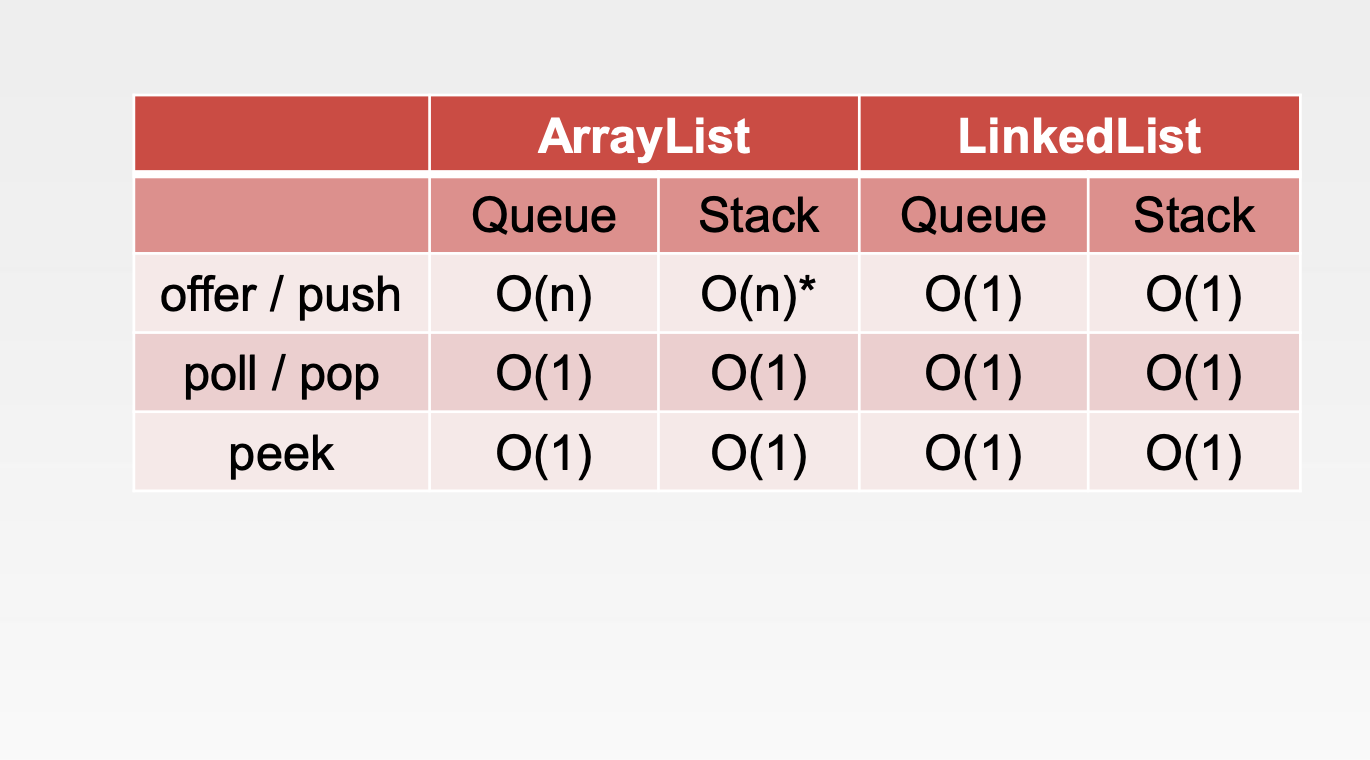 ArrayList LinkedList
Queue Stack Queue Stack
offer / push O(n) O(n)* O(1) O(1)
poll / pop O(1) O(1) O(1) O(1)
peek O(1) O(1) O(1) O(1)